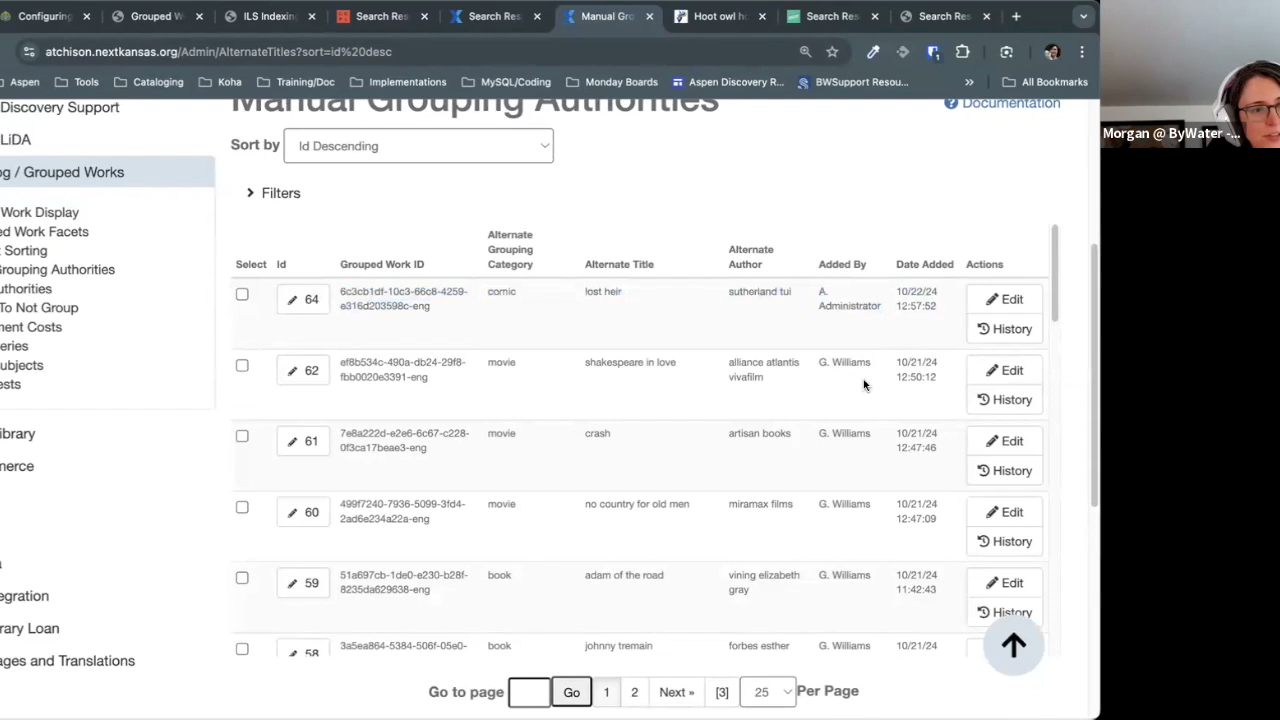 Configuring
Grouped W
ILS Indexing
Search Res
Search Res
Manual Gro
Hoot owl h
Search Res
Search Res
atchison.nextkansas.org/Admin/AlternateTitles?sort=id%20desc
Aspen
Tools
Cataloging
Koha
Training/Doc
Implementations
MySQL/Coding
Monday Boards
Aspen Discovery R...
BWSupport Resou...
»
All Bookmarks
Discovery Support
LiDA
og / Grouped Works
Work Display
ed Work Facets
t Sorting
Grouping Authorities
uthorities
To Not Group
ment Costs
eries
ubjects
ests
ibrary
merce
a
egration
rary Loan
ages and Translations
Manual Grouping Authorities
Documentation
Sort by
Id Descending
Filters
Select
Id
Grouped Work ID
Alternate
Grouping
Category
Alternate Title
Alternate
Author
Added By
Date Added
Actions
64
6c3cb1df-10c3-66c8-4259-
e316d203598c-eng
comic
lost heir
sutherland tui
A.
Administrator
10/22/24
12:57:52
Edit
History
62
ef8b534c-490a-db24-29f8-
fbb0020e3391-eng
movie
shakespeare in love
alliance atlantis
vivafilm
G. Williams
10/21/24
12:50:12
Edit
History
61
7e8a222d-e2e6-6c67-c228-
0f3ca17beae3-eng
movie
crash
artisan books
G. Williams
10/21/24
12:47:46
Edit
History
60
499f7240-7936-5099-3fd4-
2ad6e234a22a-eng
movie
no country for old men
miramax films
G. Williams
10/21/24
12:47:09
Edit
History
59
51a697cb-1de0-e230-b28f-
8235da629638-eng
book
adam of the road
vining elizabeth
gray
G. Williams
10/21/24
11:42:43
Edit
History
58
3a5ea864-5384-506f-05e0-
book
johnny tremain
forbes esther
G. Williams
10/21/24
Go to page
Go
1
2
Next »
[3]
25
Per Page
Morgan @ ByWater -...